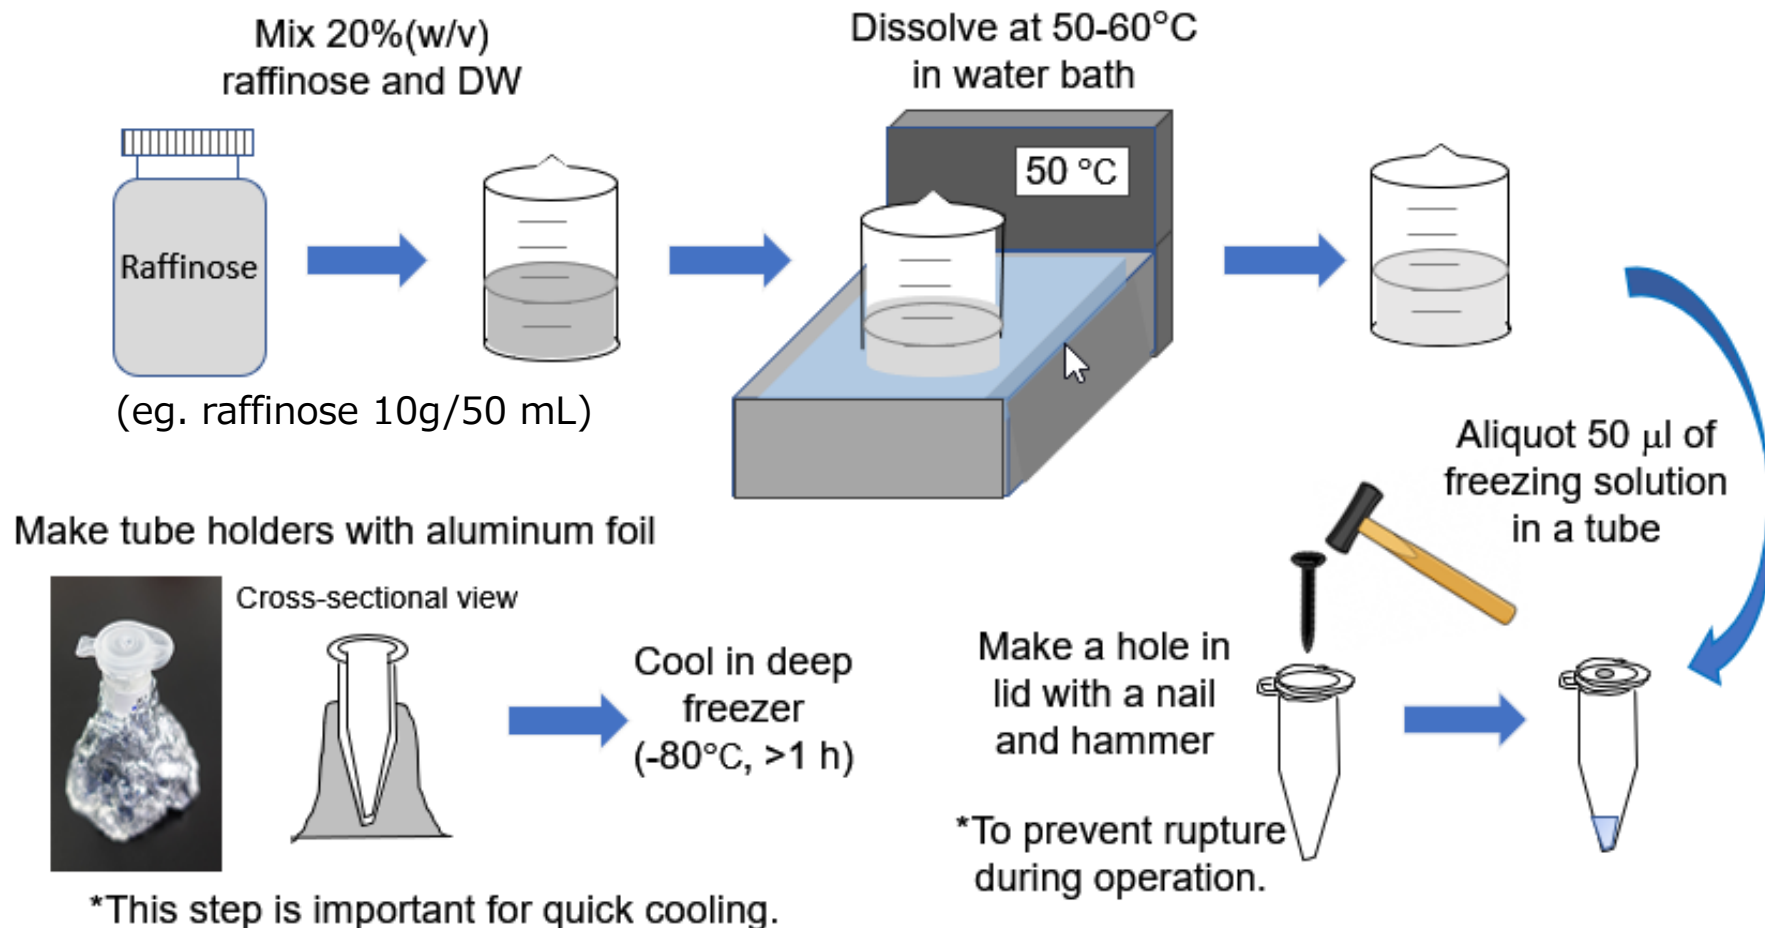 Mix 20%(w/v)
raffinose and DW
Dissolve at 50-60°C
in water bath
Raffinose
50 °C
(eg. raffinose 10g/50 mL)
Aliquot 50 μl of
freezing solution
in a tube
Make tube holders with aluminum foil
Cross-sectional view
Cool in deep
freezer
(-80°C, >1 h)
*This step is important for quick cooling.
Make a hole in
lid with a nail
and hammer
*To prevent rupture
during operation.